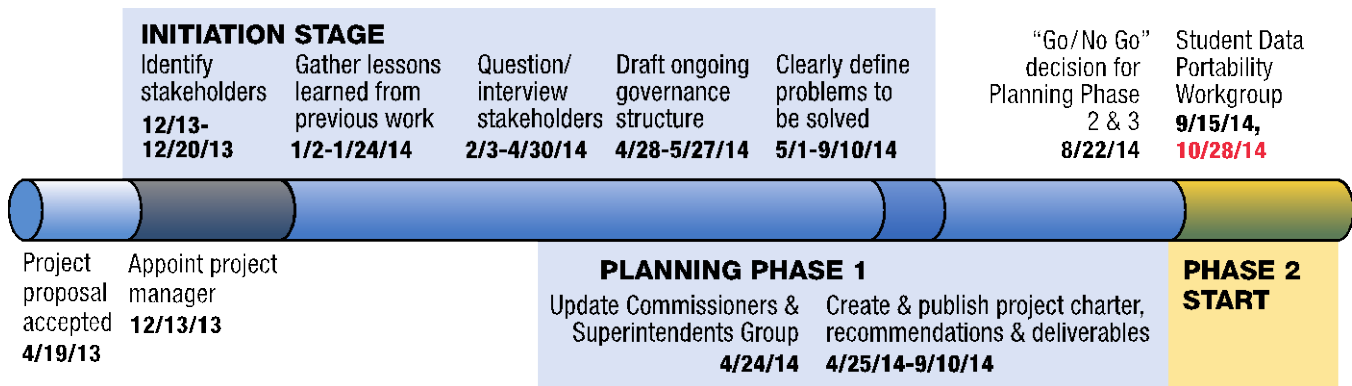 INITIATION STAGE
Identify
stakeholders
12/13-
12/20/13
Gather lessons
learned from
previous work
1/2-1/24/14
Question/
interview
stakeholders
2/3-4/30/14
Draft ongoing
governance
structure
4/28-5/27/14
Clearly define
problems to
be solved
5/1-9/10/14
“Go/No Go”
decision for
Planning Phase
2 & 3
8/22/14
Student Data
Portability
Workgroup
9/15/14,
10/28/14
Project
proposal
accepted
4/19/13
Appoint project
manager
12/13/13
PLANNING PHASE 1
Update Commissioners &
Superintendents Group
4/24/14
Create & publish project charter,
recommendations & deliverables
4/25/14-9/10/14
PHASE 2
START